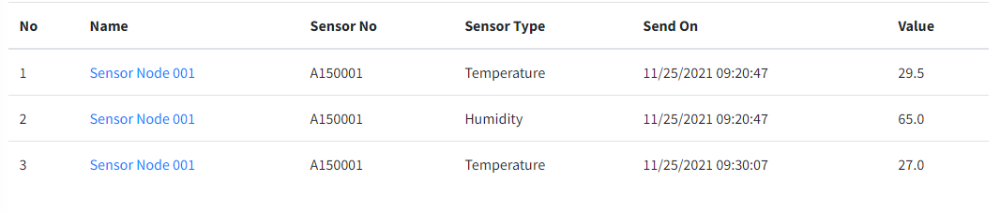 No Name Sensor No Sensor Type Send On Value
1 Sensor Node 001 A150001 Temperature 11/25/2021 09:20:47 29.5
2 Sensor Node 001 A150001 Humidity 11/25/2021 09:20:47 65.0
3 Sensor Node 001 A150001 Temperature 11/25/2021 09:30:07 27.0